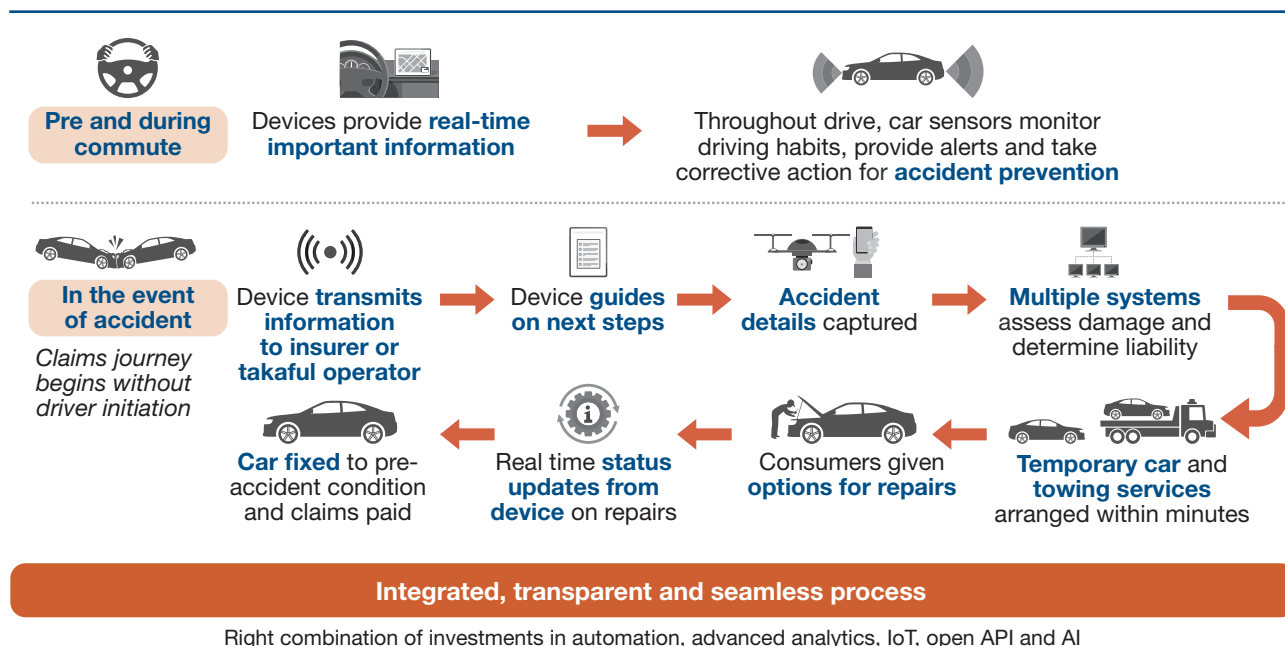 Pre and during
commute
Devices provide real-time
important information
Throughout drive, car sensors monitor
driving habits, provide alerts and take
corrective action for accident prevention
In the event
of accident
Claims journey
begins without
driver initiation
Device transmits
information
to insurer or
takaful operator
Device guides
on next steps
Accident
details captured
Multiple systems
assess damage and
determine liability
Temporary car and
towing services
arranged within minutes
Consumers given
options for repairs
Real time status
updates from
device on repairs
Car fixed to pre-
accident condition
and claims paid
Integrated, transparent and seamless process
Right combination of investments in automation, advanced analytics, IoT, open API and AI